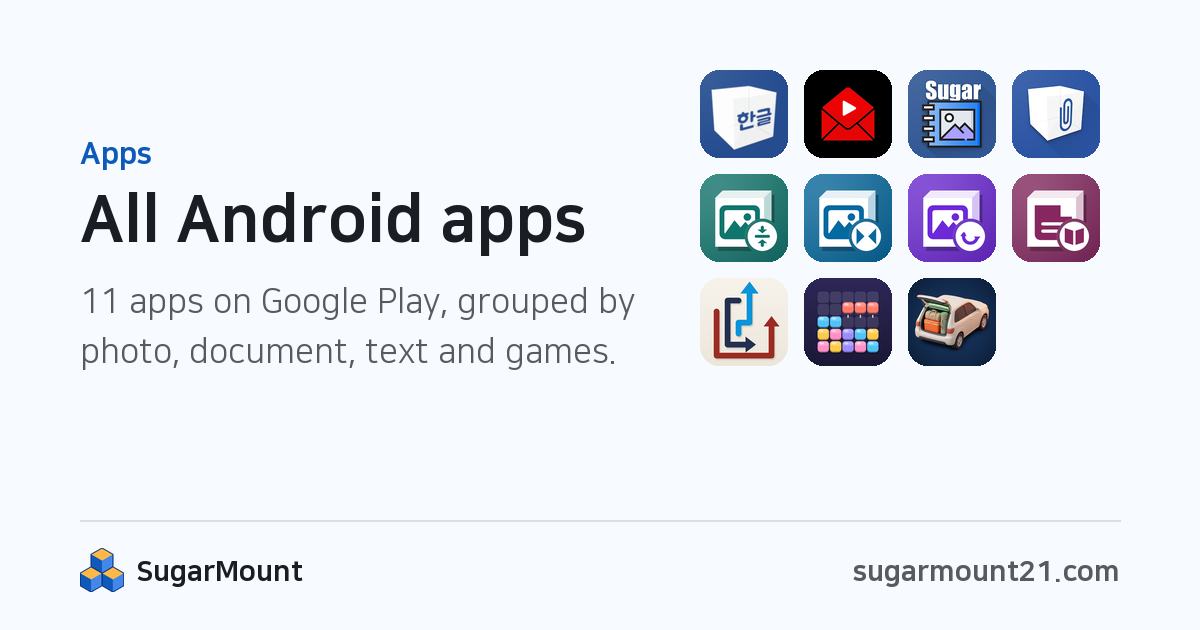 Apps
All Android apps
11 apps on Google Play, grouped by
photo, document, text and games.
한글
Sugar
SugarMount
sugarmount21.com